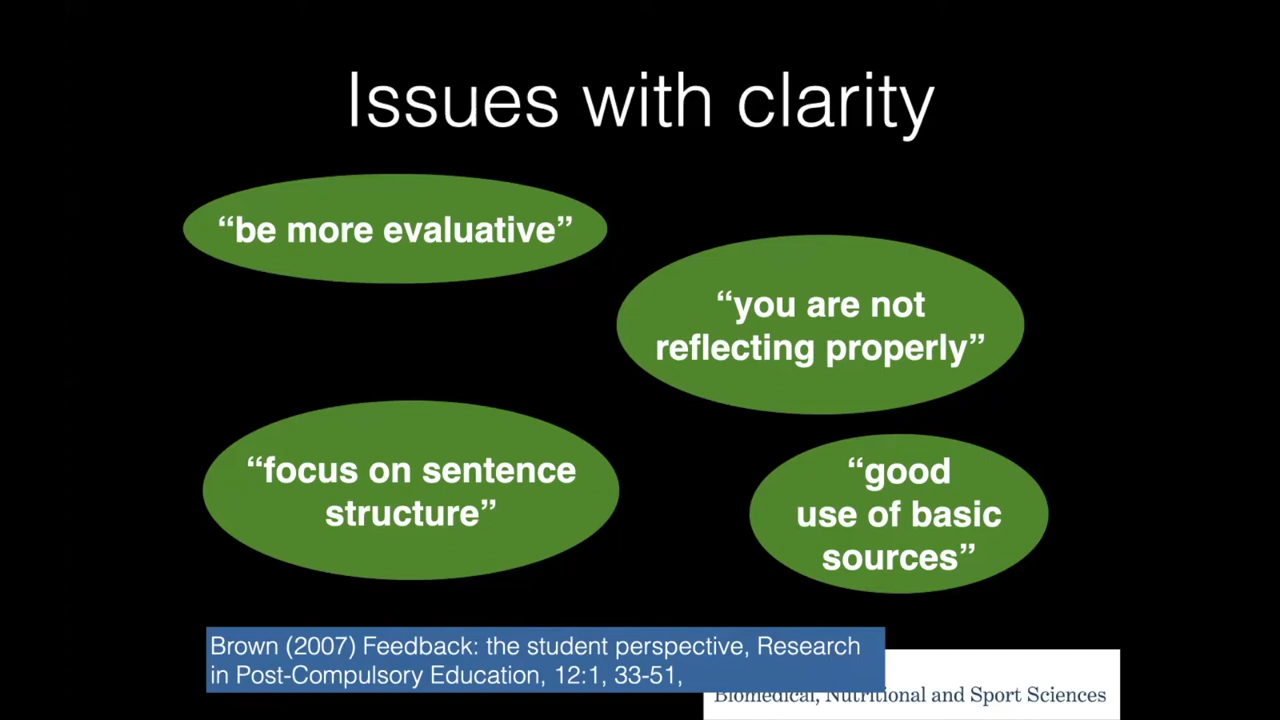 Issues with clarity
“be more evaluative”
“you are not
reflecting properly”
“focus on sentence
structure”
“good
use of basic
sources”
Brown (2007) Feedback: the student perspective, Research
in Post-Compulsory Education, 12:1, 33-51,
Biomedical, Nutritional and Sport Sciences